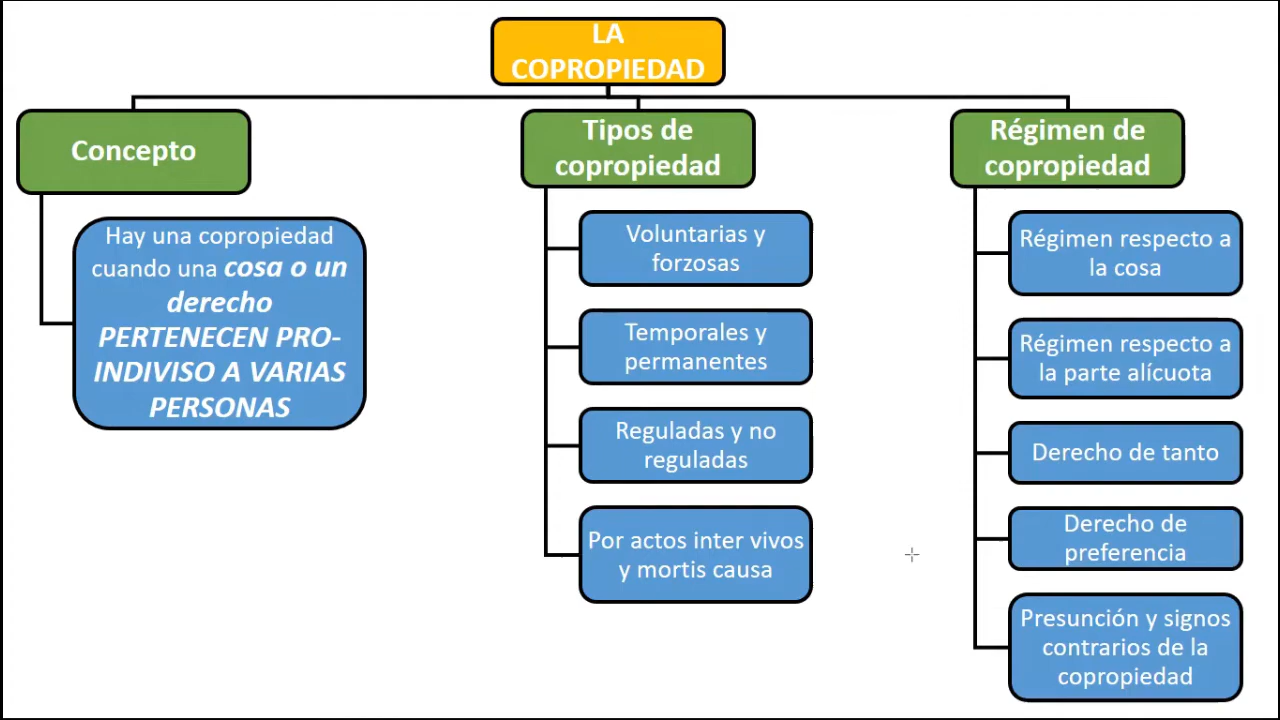 LA
COPROPIEDAD
Concepto
Hay una copropiedad
cuando una cosa o un
derecho
PERTENECEN PRO-
INDIVISO A VARIAS
PERSONAS
Tipos de
copropiedad
Voluntarias y
forzosas
Temporales y
permanentes
Reguladas y no
reguladas
Por actos inter vivos
y mortis causa
Régimen de
copropiedad
Régimen respecto a
la cosa
Régimen respecto a
la parte alícuota
Derecho de tanto
Derecho de
preferencia
Presunción y signos
contrarios de la
copropiedad